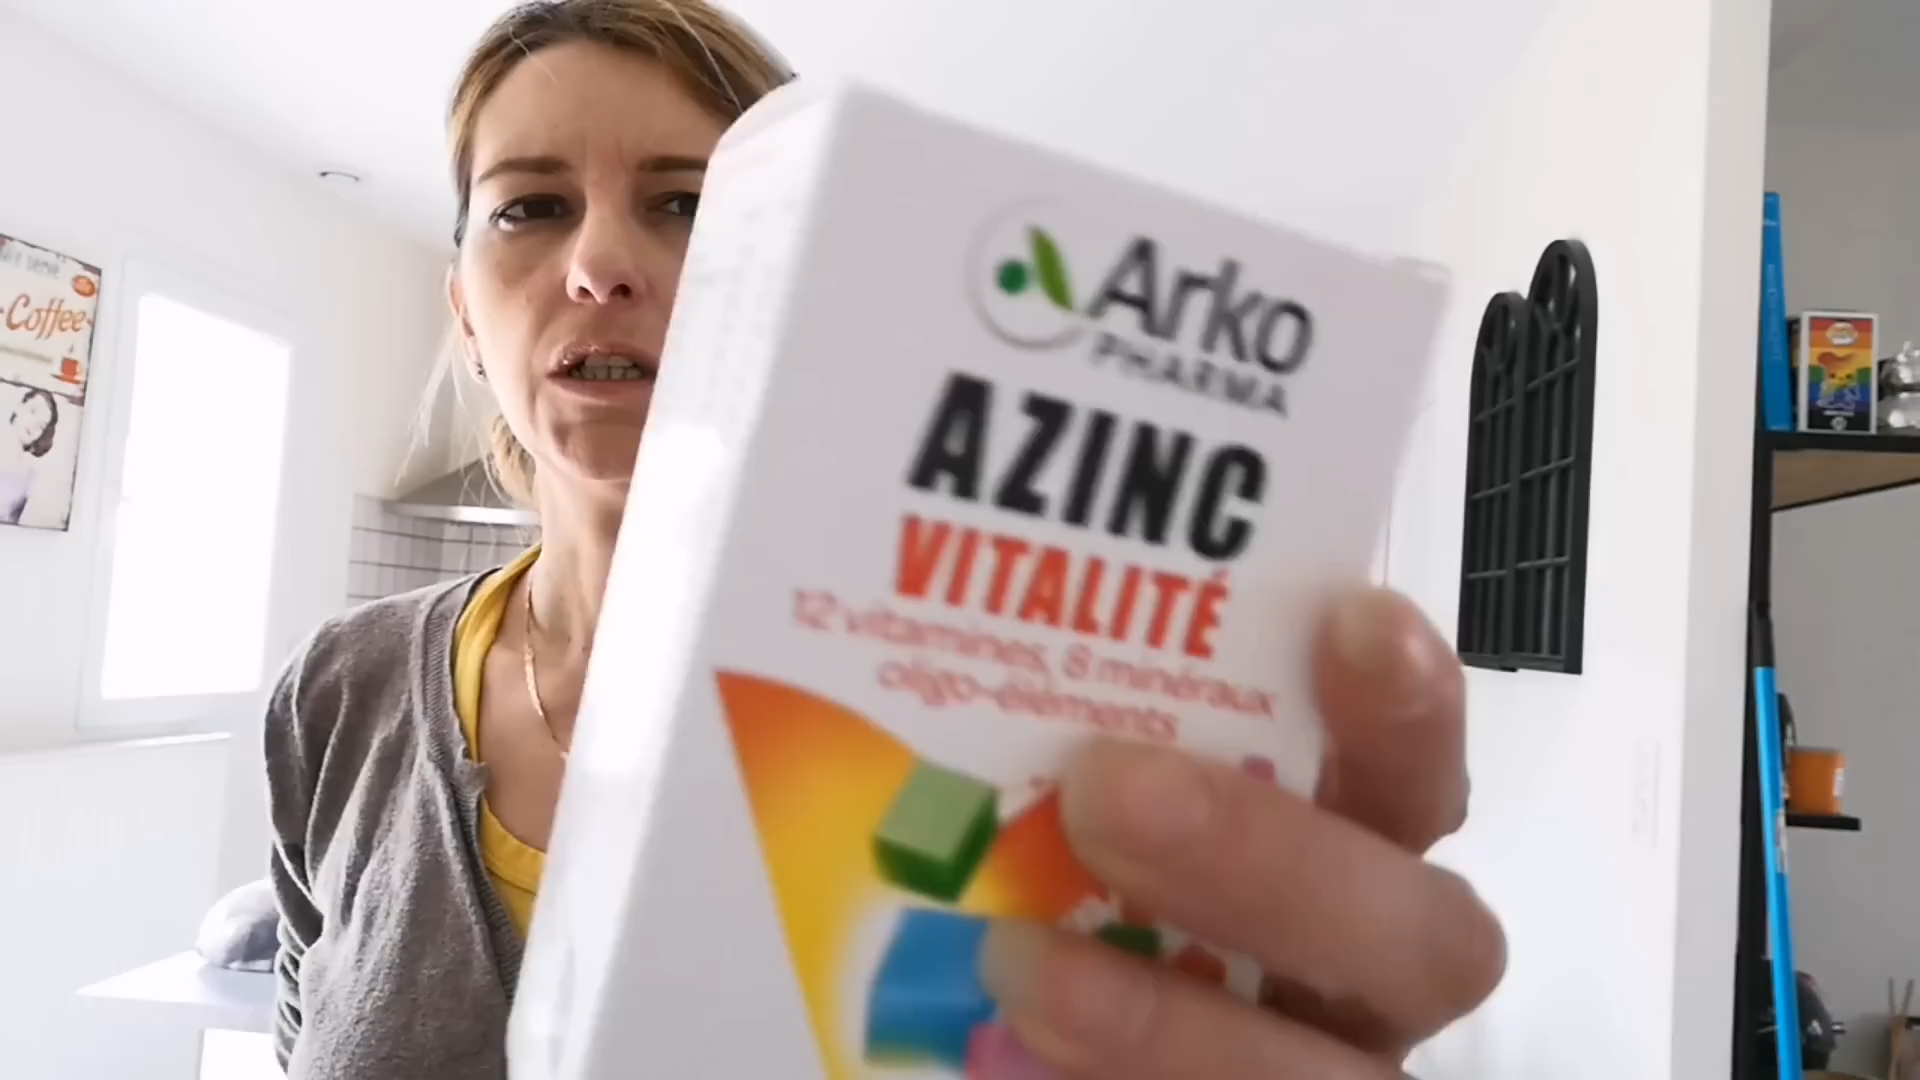 Coffee
Arko
PHARMA
AZINC
VITALITÉ
12 vitamines, 8 minéraux
oligo-éléments